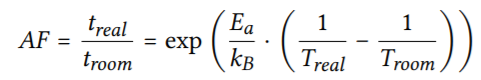 AF = t_real / t_room = exp ( E_a / k_B · ( 1 / T_real − 1 / T_room ) )